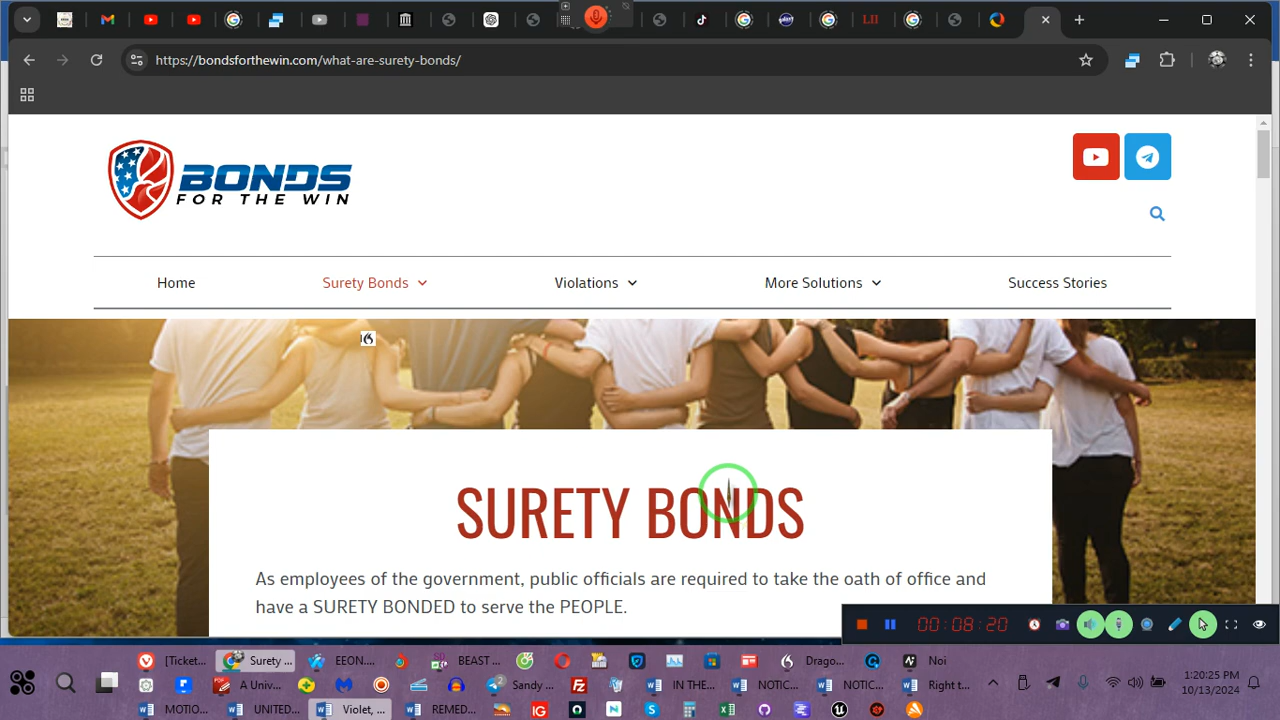 https://bondsforthewin.com/what-are-surety-bonds/
BONDS
FOR THE WIN
Home
Surety Bonds
Violations
More Solutions
Success Stories
SURETY BONDS
As employees of the government, public officials are required to take the oath of office and
have a SURETY BONDED to serve the PEOPLE.
00:08:20
[Ticket...
Surety ...
EEON....
BEAST ...
Drago...
Noi
A Univ...
Sandy ...
IN THE...
NOTIC...
NOTIC...
Right t...
MOTIO...
UNITED...
Violet, ...
REMED...
1:20:25 PM
10/13/2024